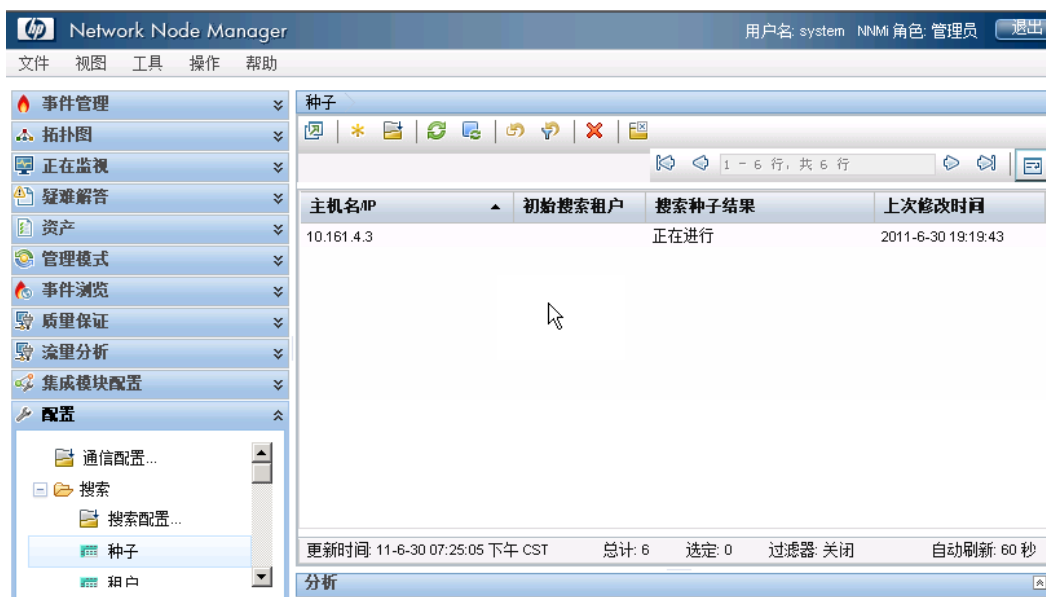 hp Network Node Manager 用户名: system NNMi 角色: 管理员 退出
文件 视图 工具 操作 帮助
事件管理
拓扑图
正在监视
疑难解答
资产
管理模式
事件浏览
质量保证
流里分析
集成模块配置
配置
通信配置...
搜索
搜索配置...
种子
租户
种子
1 - 6 行, 共 6 行
主机名/IP 初始搜索租户 搜索种子结果 上次修改时间
10.161.4.3 正在进行 2011-6-30 19:19:43
更新时间: 11-6-30 07:25:05 下午 CST 总计: 6 选定: 0 过滤器: 关闭 自动刷新: 60 秒
分析